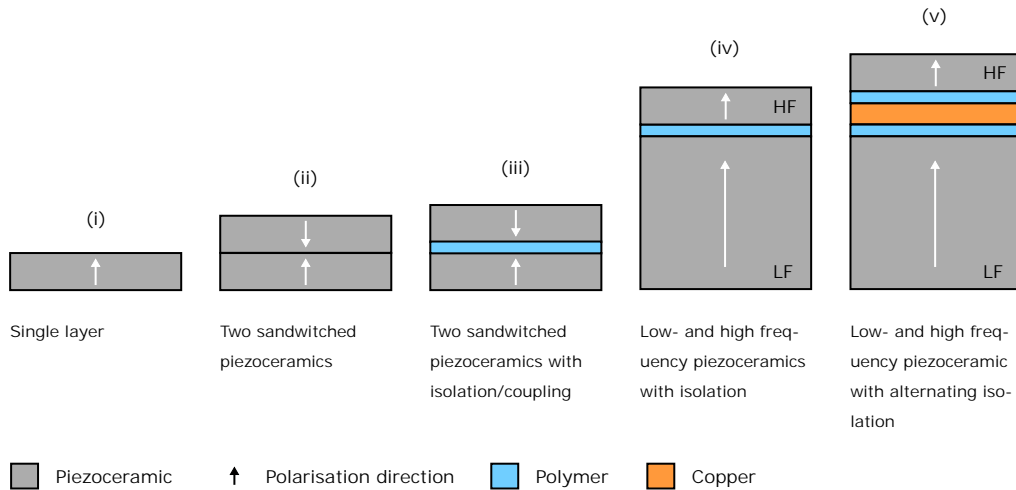 (i)
(ii)
(iii)
(iv)
(v)
HF
HF
LF
LF
Single layer
Two sandwitched
piezoceramics
Two sandwitched
piezoceramics with
isolation/coupling
Low- and high freq-
uency piezoceramics
with isolation
Low- and high freq-
uency piezoceramic
with alternating iso-
lation
Piezoceramic
Polarisation direction
Polymer
Copper